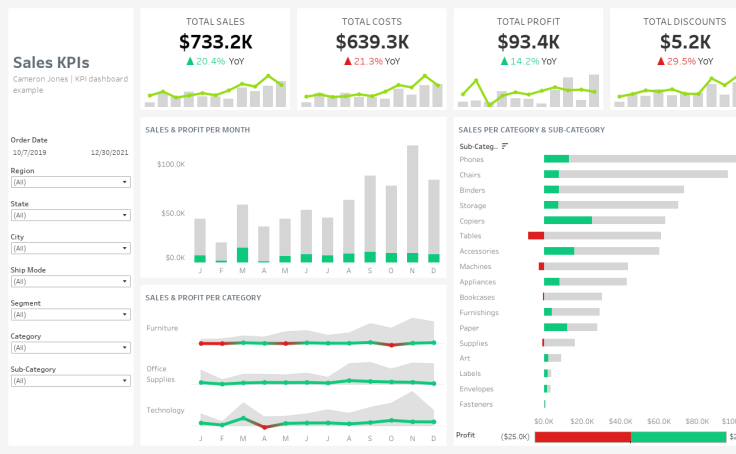 Sales KPIs
Cameron Jones | KPI dashboard
example
Order Date
10/7/2019 12/30/2021
Region
(All)
State
(All)
City
(All)
Ship Mode
(All)
Segment
(All)
Category
(All)
Sub-Category
(All)
TOTAL SALES
$733.2K
▲ 20.4% YoY
TOTAL COSTS
$639.3K
▲ 21.3% YoY
TOTAL PROFIT
$93.4K
▲ 14.2% YoY
TOTAL DISCOUNTS
$5.2K
▲ 29.5% YoY
SALES & PROFIT PER MONTH
$100.0K
$50.0K
$0.0K
J F M A M J J A S O N D
SALES & PROFIT PER CATEGORY
Furniture
Office
Supplies
Technology
J F M A M J J A S O N D
SALES PER CATEGORY & SUB-CATEGORY
Sub-Categ..
Phones
Chairs
Binders
Storage
Copiers
Tables
Accessories
Machines
Appliances
Bookcases
Furnishings
Paper
Supplies
Art
Labels
Envelopes
Fasteners
$0.0K $20.0K $40.0K $60.0K $80.0K $10
Profit ($25.0K)